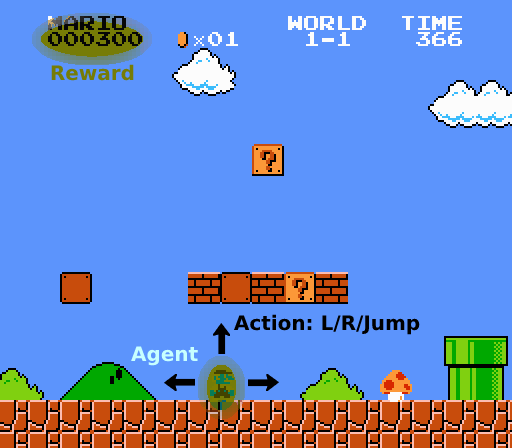 MARIO WORLD TIME
000300 ×01 1-1 366
Reward
?
?
Action: L/R/Jump
Agent